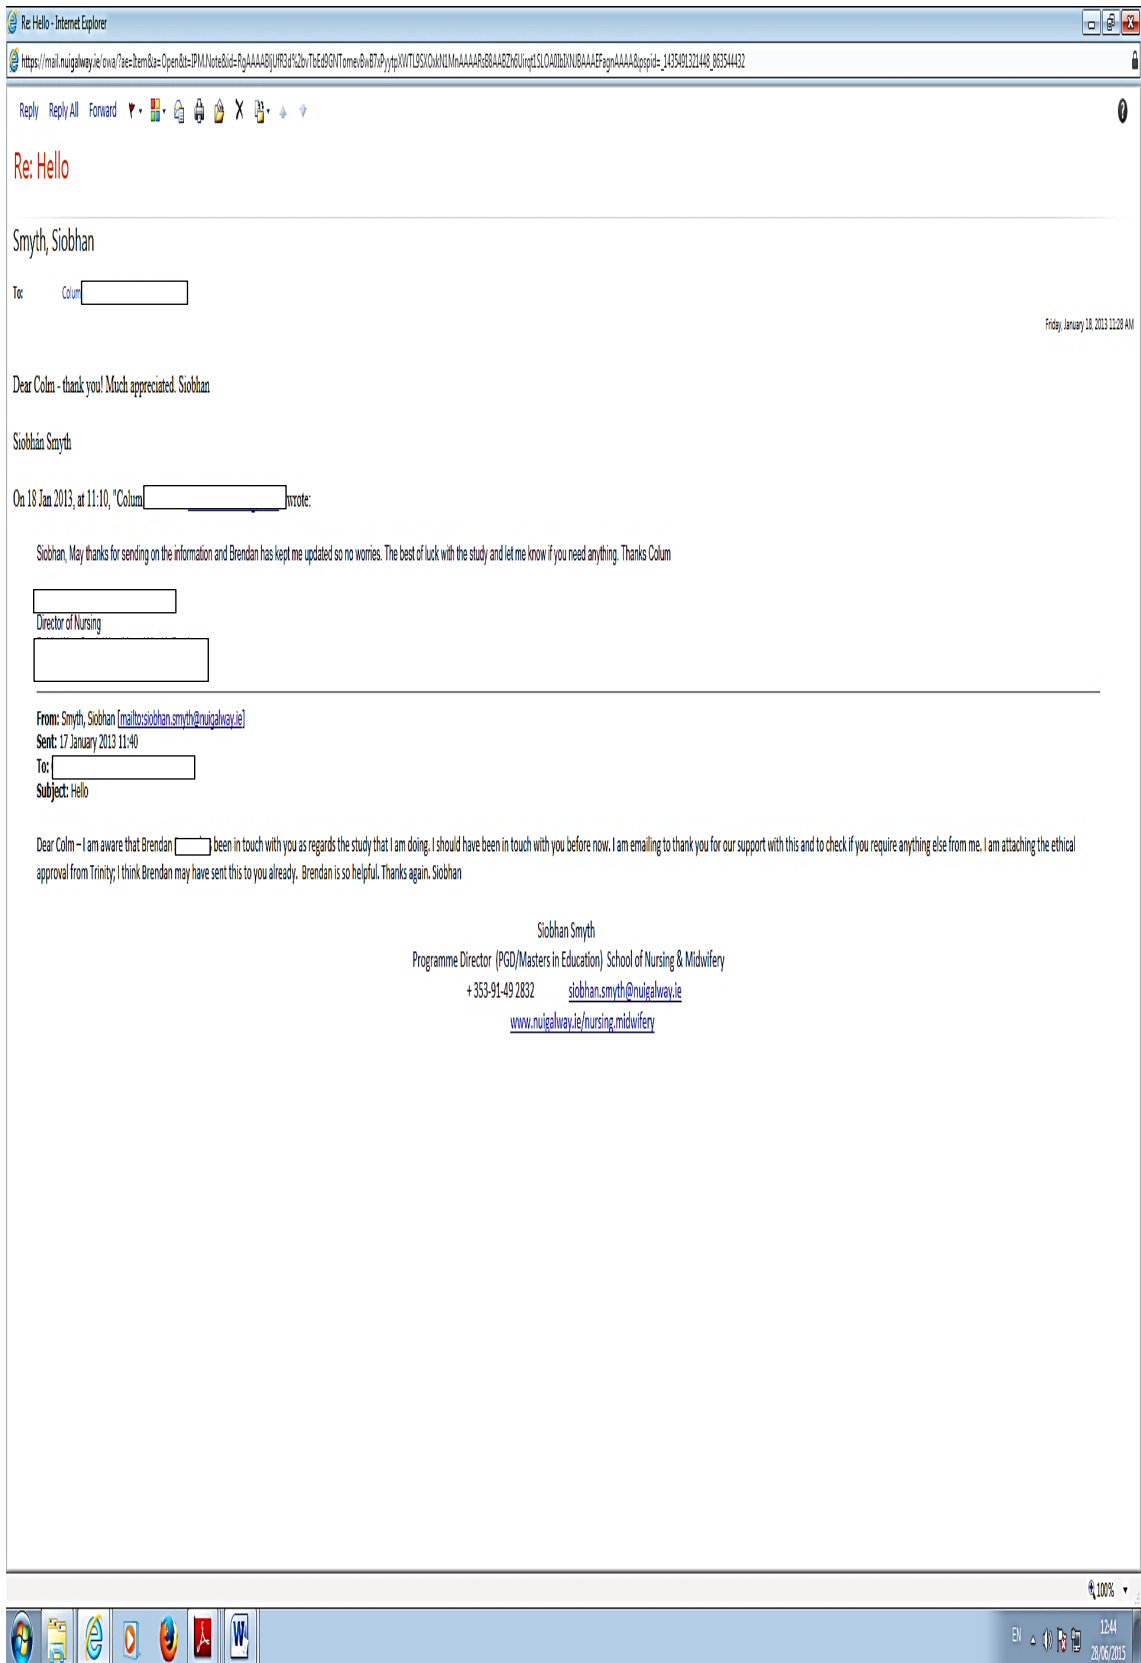 Re: Hello - Internet Explorer
Reply Reply All Forward
Re: Hello
Smyth, Siobhan
To: Colum
Friday, January 18, 2013 11:28 AM
Dear Colm - thank you! Much appreciated. Siobhan
Siobhán Smyth
On 18 Jan 2013, at 11:10, "Colum wrote:
Siobhan, May thanks for sending on the information and Brendan has kept me updated so no worries. The best of luck with the study and let me know if you need anything. Thanks Colum
Director of Nursing
From: Smyth, Siobhan [mailto:siobhan.smyth@nuigalway.ie]
Sent: 17 January 2013 11:40
To:
Subject: Hello
Dear Colm – I am aware that Brendan been in touch with you as regards the study that I am doing. I should have been in touch with you before now. I am emailing to thank you for our support with this and to check if you require anything else from me. I am attaching the ethical
approval from Trinity; I think Brendan may have sent this to you already. Brendan is so helpful. Thanks again. Siobhan
Siobhan Smyth
Programme Director (PGD/Masters in Education) School of Nursing & Midwifery
+ 353-91-49 2832 siobhan.smyth@nuigalway.ie
www.nuigalway.ie/nursing.midwifery
100%
EN 12:44
28/06/2015